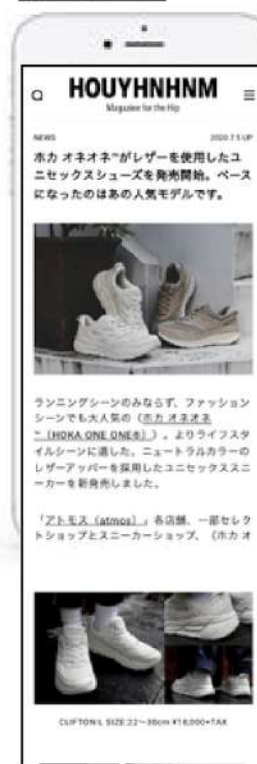 HOUYHNHNM
Magazine for the Hip
NEWS
2020.7.5 UP
ホカ オネオネ™がレザーを使用したユ
ニセックスシューズを発売開始。ベース
になったのはあの人気モデルです。
ランニングシーンのみならず、ファッション
シーンでも大人気の〈ホカ オネオネ
™（HOKA ONE ONE®）〉。よりライフスタ
イルシーンに適した、ニュートラルカラーの
レザーアッパーを採用したユニセックススニ
ーカーを新発売しました。
「アトモス（atmos）」各店舗、一部セレク
トショップとスニーカーショップ、〈ホカ オ
CLIFTON L SIZE:22〜30cm ¥18,000+TAX